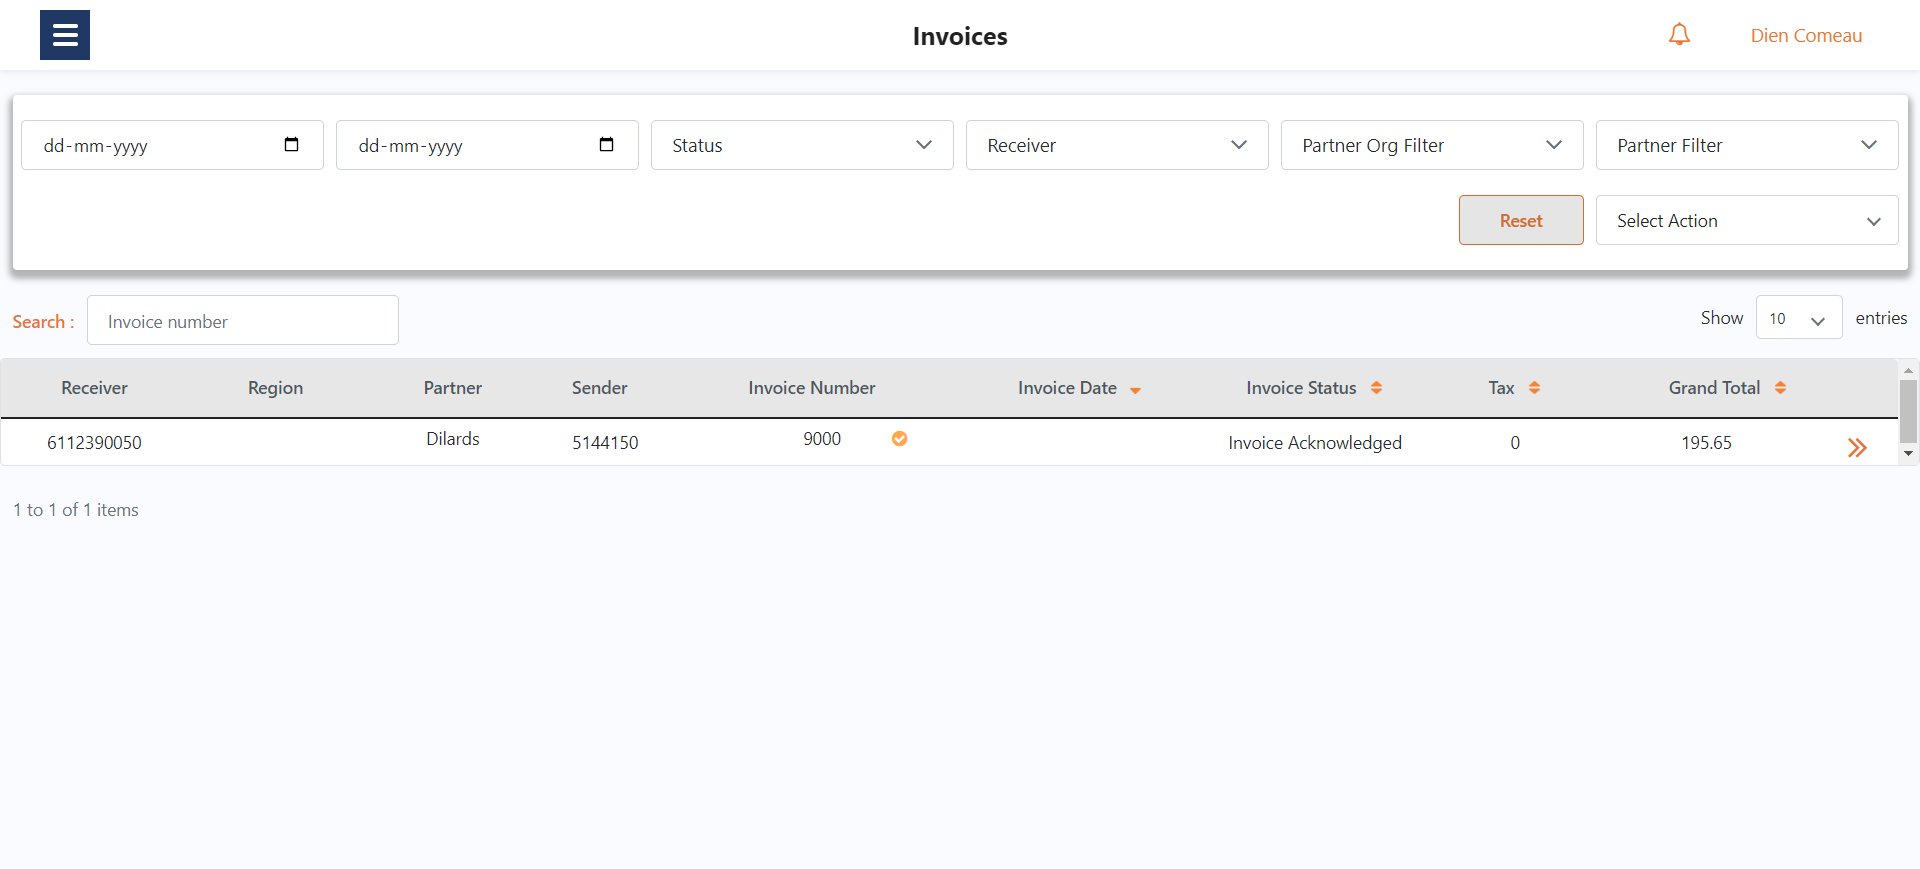 Invoices
Dien Comeau
dd-mm-yyyy dd-mm-yyyy Status Receiver Partner Org Filter Partner Filter
Reset Select Action
Search : Invoice number Show 10 entries
Receiver Region Partner Sender Invoice Number Invoice Date Invoice Status Tax Grand Total
6112390050 Dilards 5144150 9000 Invoice Acknowledged 0 195.65
1 to 1 of 1 items